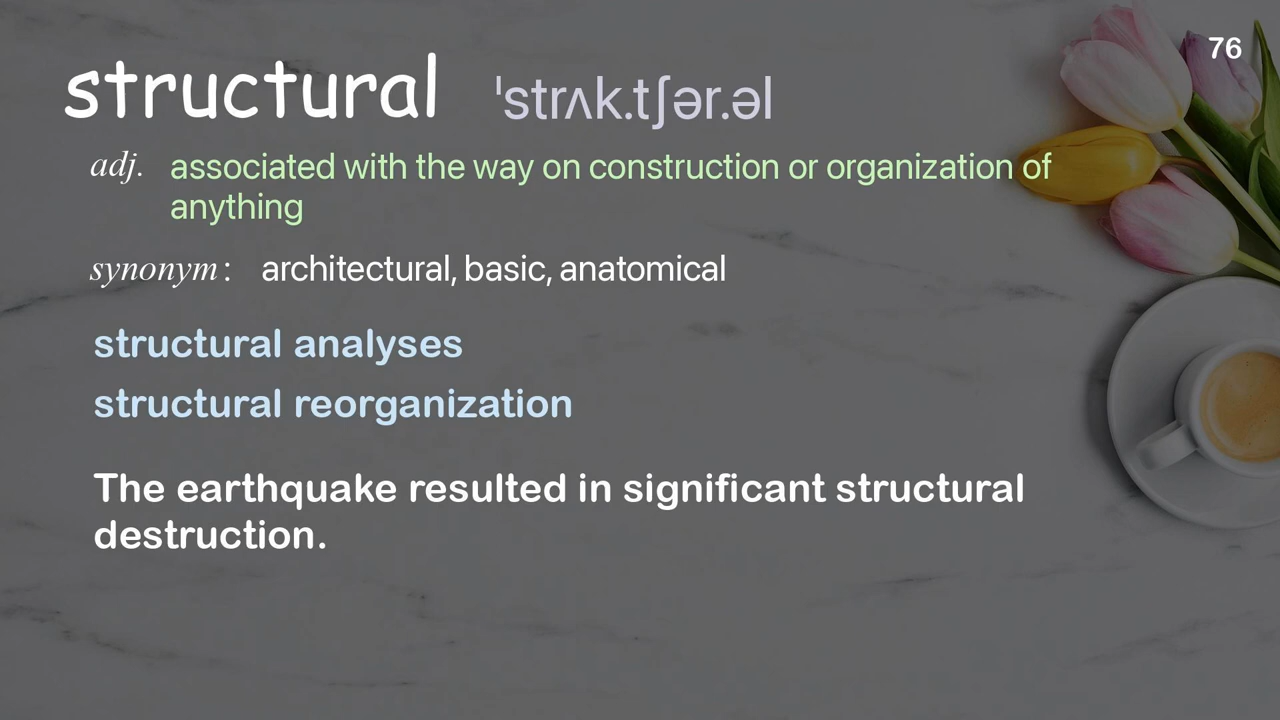 76
structural ˈstrʌk.tʃər.əl
adj. associated with the way on construction or organization of
anything
synonym: architectural, basic, anatomical
structural analyses
structural reorganization
The earthquake resulted in significant structural
destruction.